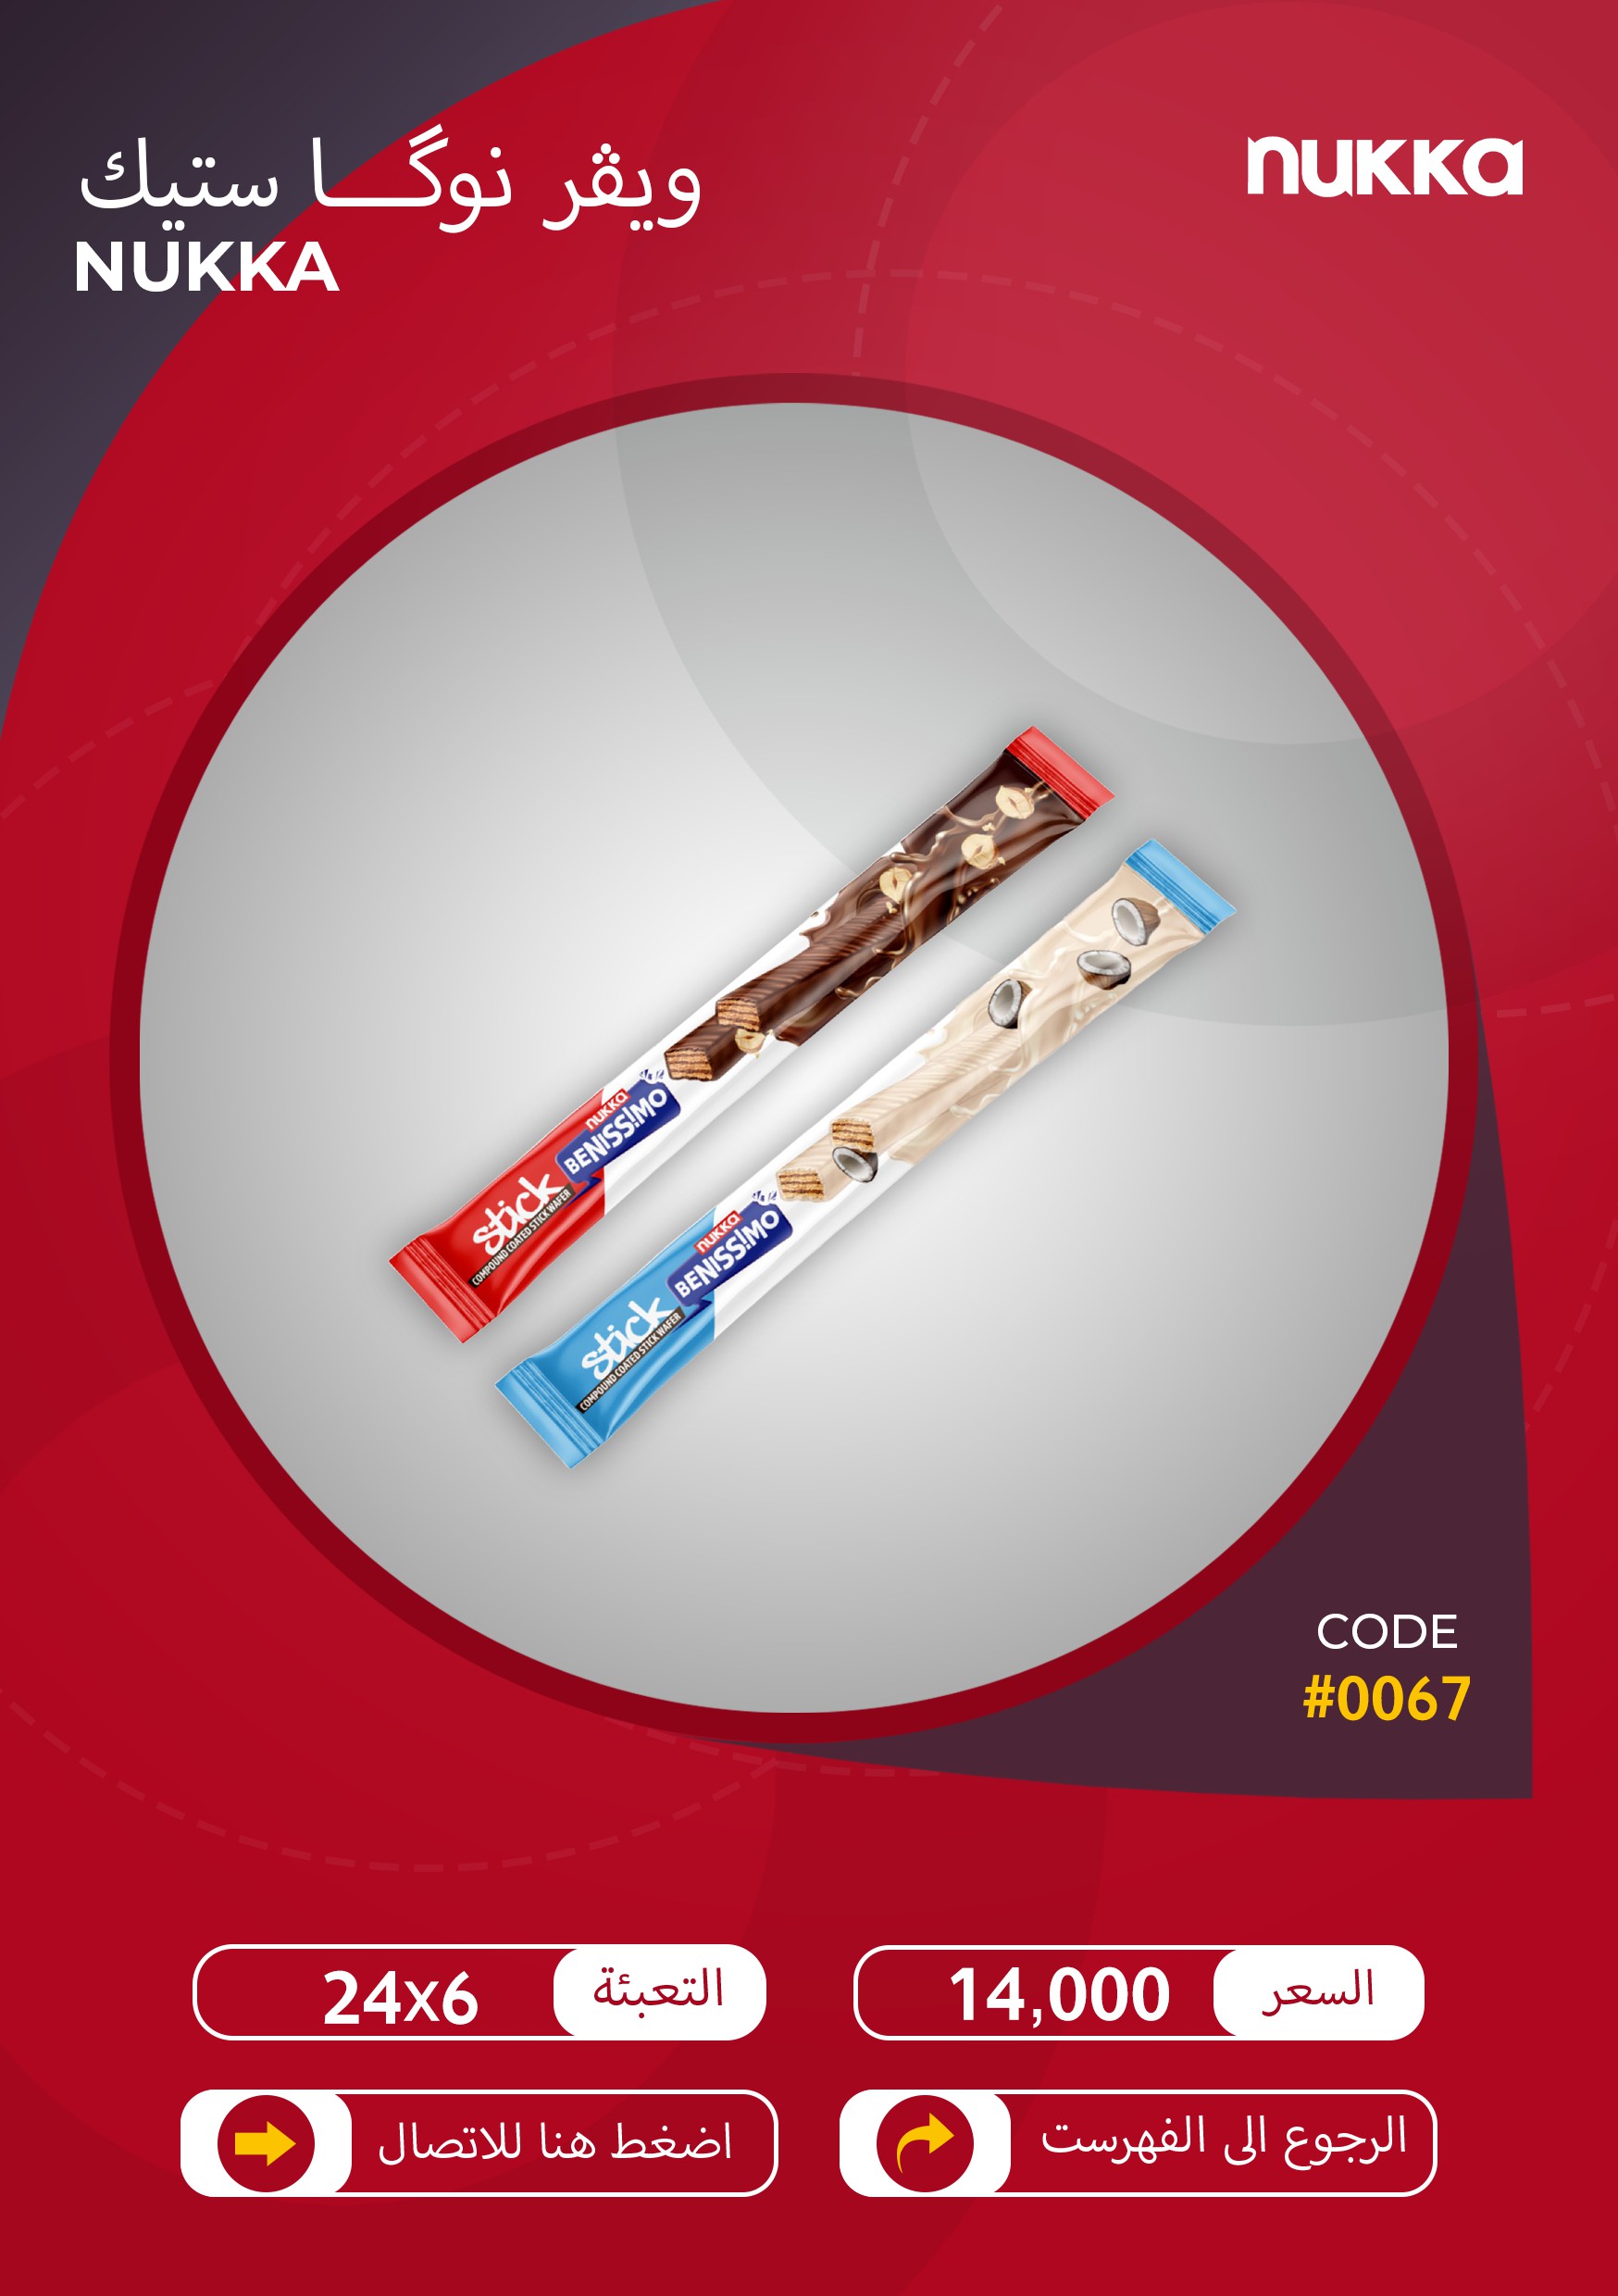 ويڤر نوگـــا ستيك
NUKKA
nukka
nukka
BENISSIMO
stick
COMPOUND COATED STICK WAFER
nukka
BENISSIMO
stick
COMPOUND COATED STICK WAFER
CODE
#0067
السعر 14,000
التعبئة 24x6
الرجوع الى الفهرست
اضغط هنا للاتصال